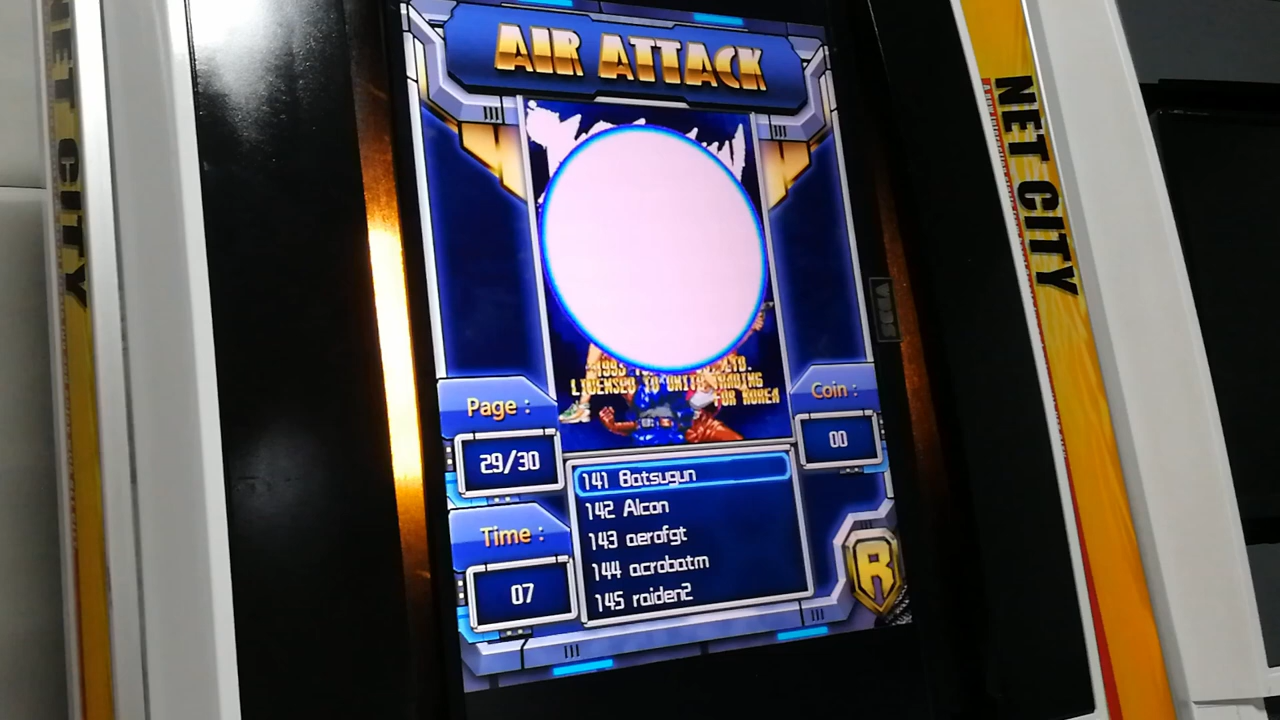 NET CITY
AIR ATTACK
NET CITY
LICENSED TO UNITE TRADING
FOR KOREA
Page :
29/30
Coin :
00
141 Batsugun
142 Alcon
143 aerofgt
144 acrobatm
145 raiden2
Time :
07
R